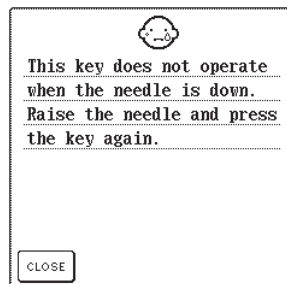 This key does not operate
when the needle is down.
Raise the needle and press
the key again.
CLOSE